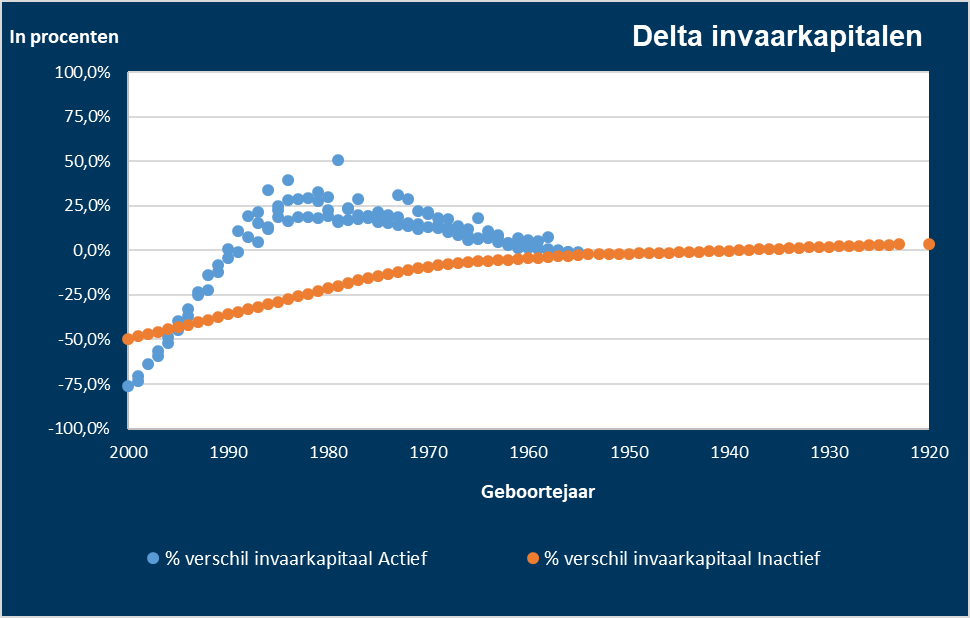 In procenten
Delta invaarkapitalen
100,0%
75,0%
50,0%
25,0%
0,0%
-25,0%
-50,0%
-75,0%
-100,0%
2000 1990 1980 1970 1960 1950 1940 1930 1920
Geboortejaar
% verschil invaarkapitaal Actief
% verschil invaarkapitaal Inactief